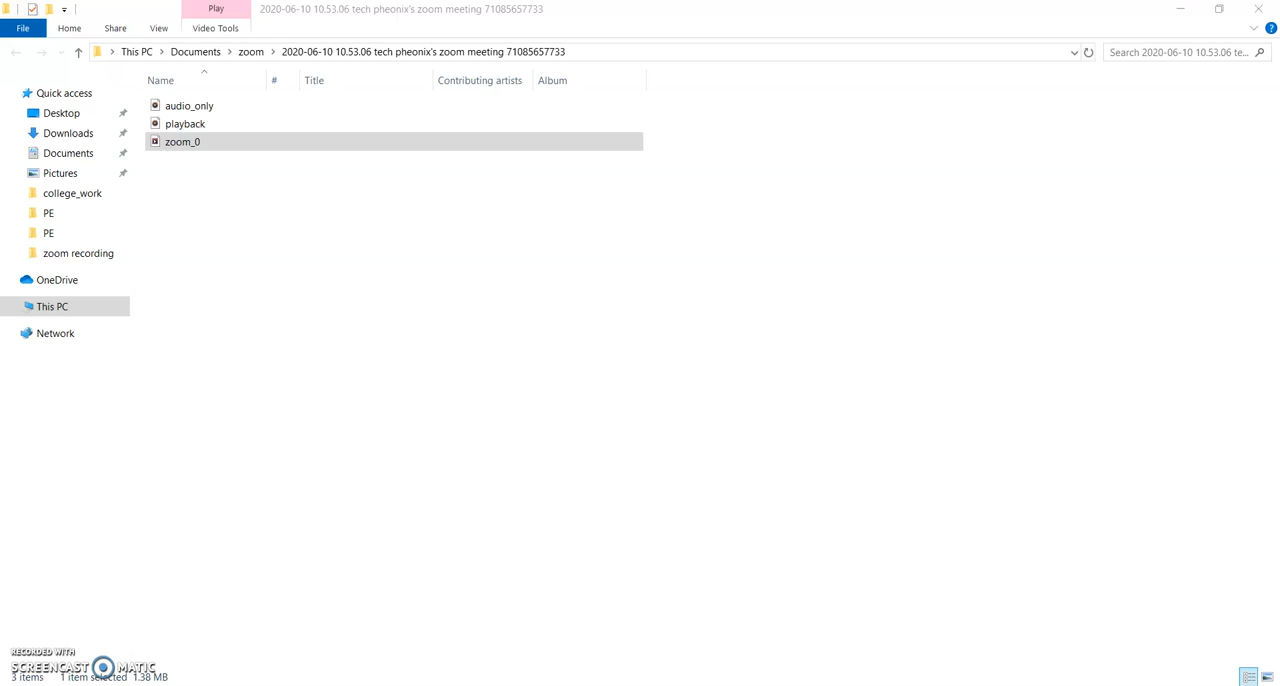 Play
2020-06-10 10.53.06 tech pheonix's zoom meeting 71085657733
File Home Share View Video Tools
This PC Documents zoom 2020-06-10 10.53.06 tech pheonix's zoom meeting 71085657733
Search 2020-06-10 10.53.06 te...
Name # Title Contributing artists Album
audio_only
playback
zoom_0
Quick access
Desktop
Downloads
Documents
Pictures
college_work
PE
PE
zoom recording
OneDrive
This PC
Network
RECORDED WITH
SCREENCAST MATIC
3 items 1 item selected 1.38 MB